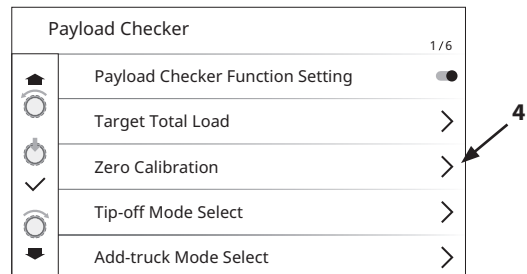 Payload Checker
1/6
Payload Checker Function Setting
Target Total Load
4
Zero Calibration
Tip-off Mode Select
Add-truck Mode Select